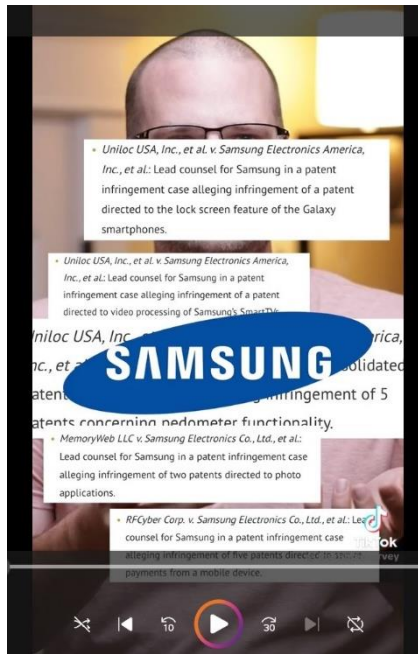 • Uniloc USA, Inc., et al. v. Samsung Electronics America,
Inc., et al.: Lead counsel for Samsung in a patent
infringement case alleging infringement of a patent
directed to the lock screen feature of the Galaxy
smartphones.
• Uniloc USA, Inc., et al. v. Samsung Electronics America,
Inc., et al.: Lead counsel for Samsung in a patent
infringement case alleging infringement of a patent
directed to video processing of Samsung's SmartTVs
Uniloc USA, Inc. rica,
nc., et olidated
atent ingement of 5
atents concerning pedometer functionality.
SAMSUNG
• MemoryWeb LLC v. Samsung Electronics Co., Ltd., et al.:
Lead counsel for Samsung in a patent infringement case
alleging infringement of two patents directed to photo
applications.
• RFCyber Corp. v. Samsung Electronics Co., Ltd., et al.: Lead
counsel for Samsung in a patent infringement case
alleging infringement of five patents directed to secure
payments from a mobile device.
TikTok
10
30